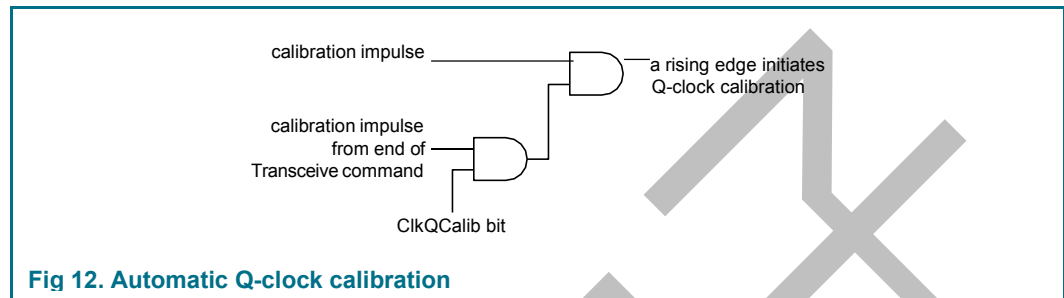 calibration impulse
a rising edge initiates
Q-clock calibration
calibration impulse
from end of
Transceive command
ClkQCalib bit
Fig 12. Automatic Q-clock calibration